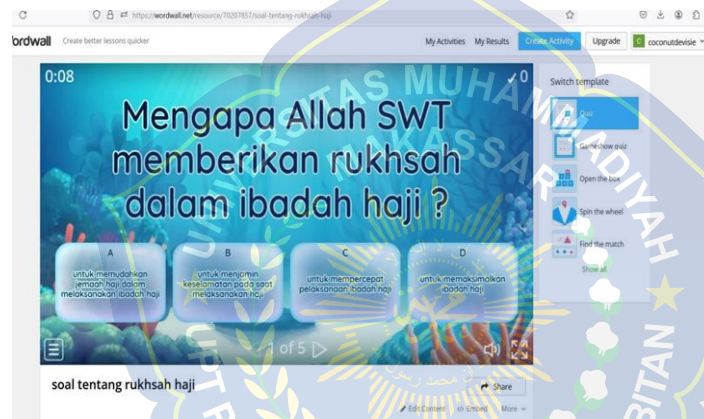 https://wordwall.net/resource/70207857/soal-tentang-rukhsah-haji
ordwall Create better lessons quicker My Activities My Results Create Activity Upgrade C coconutdevisie
0:08 ✓0
Mengapa Allah SWT
memberikan rukhsah
dalam ibadah haji ?
A
untuk memudahkan
jemaah haji dalam
melaksanakan ibadah haji
B
untuk menjamin
keselamatan pada saat
melaksanakan haji
C
untuk mempercepat
pelaksanaan ibadah haji
D
untuk memaksimalkan
ibadah haji
1 of 5
soal tentang rukhsah haji
Share
Edit Content Embed More
Switch template
Quiz
Gameshow quiz
Open the box
Spin the wheel
Find the match
Show all
UNIVERSITAS MUHAMMADIYAH
MAKASSAR